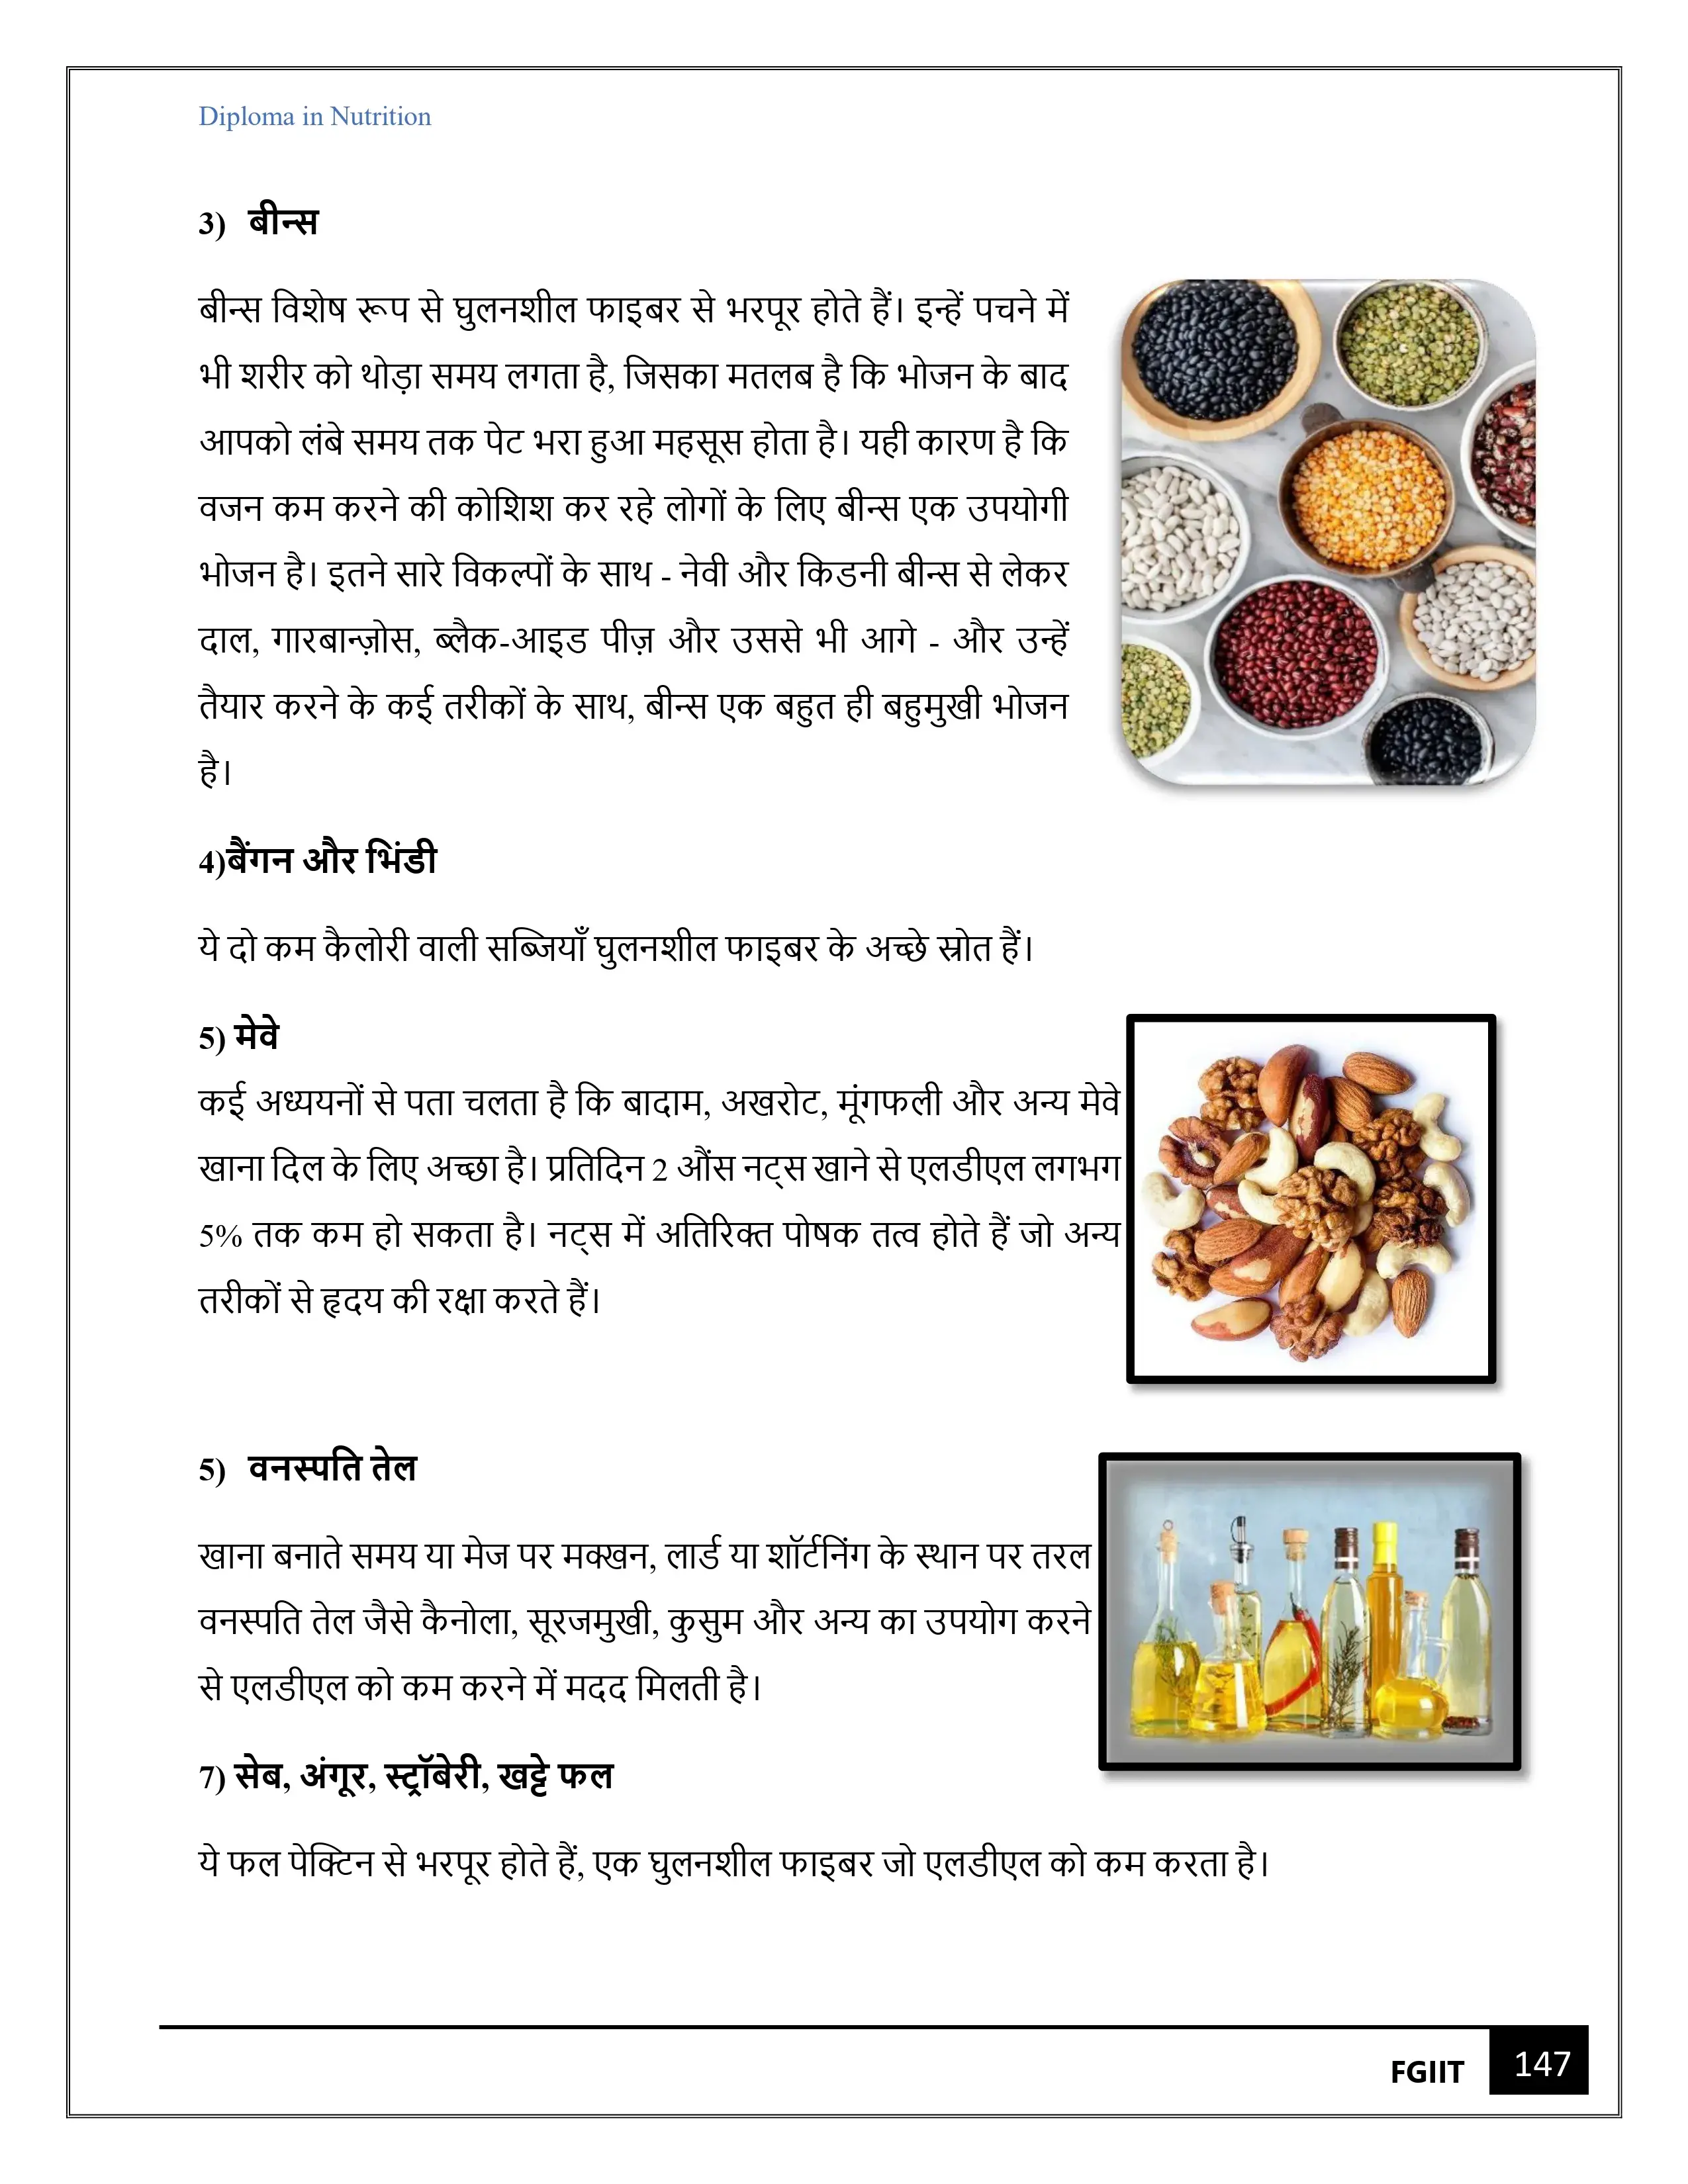 Diploma in Nutrition
3) बीन्स
बीन्स विशेष रूप से घुलनशील फाइबर से भरपूर होते हैं। इन्हें पचने में
भी शरीर को थोड़ा समय लगता है, जिसका मतलब है कि भोजन के बाद
आपको लंबे समय तक पेट भरा हुआ महसूस होता है। यही कारण है कि
वजन कम करने की कोशिश कर रहे लोगों के लिए बीन्स एक उपयोगी
भोजन है। इतने सारे विकल्पों के साथ - नेवी और किडनी बीन्स से लेकर
दाल, गारबान्ज़ोस, ब्लैक-आइड पीज़ और उससे भी आगे - और उन्हें
तैयार करने के कई तरीकों के साथ, बीन्स एक बहुत ही बहुमुखी भोजन
है।
4)बैंगन और भिंडी
ये दो कम कैलोरी वाली सब्जियाँ घुलनशील फाइबर के अच्छे स्रोत हैं।
5) मेवे
कई अध्ययनों से पता चलता है कि बादाम, अखरोट, मूंगफली और अन्य मेवे
खाना दिल के लिए अच्छा है। प्रतिदिन 2 औंस नट्स खाने से एलडीएल लगभग
5% तक कम हो सकता है। नट्स में अतिरिक्त पोषक तत्व होते हैं जो अन्य
तरीकों से हृदय की रक्षा करते हैं।
5) वनस्पति तेल
खाना बनाते समय या मेज पर मक्खन, लार्ड या शॉर्टनिंग के स्थान पर तरल
वनस्पति तेल जैसे कैनोला, सूरजमुखी, कुसुम और अन्य का उपयोग करने
से एलडीएल को कम करने में मदद मिलती है।
7) सेब, अंगूर, स्ट्रॉबेरी, खट्टे फल
ये फल पेक्टिन से भरपूर होते हैं, एक घुलनशील फाइबर जो एलडीएल को कम करता है।
FGIIT 147